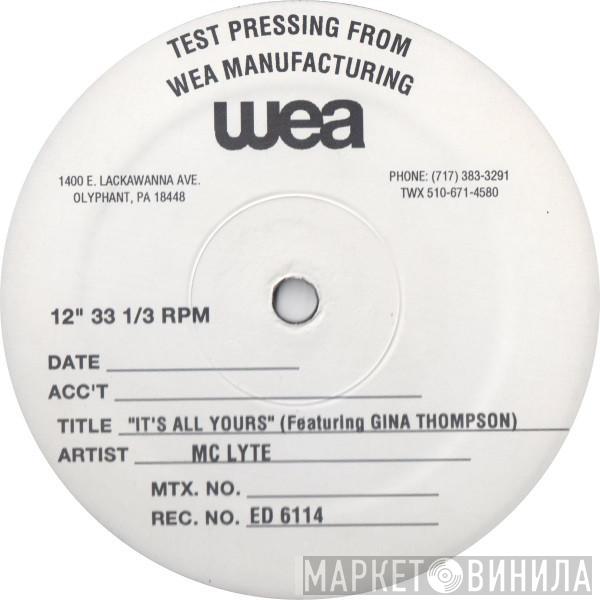 TEST PRESSING FROM
WEA MANUFACTURING
wea
1400 E. LACKAWANNA AVE.
OLYPHANT, PA 18448
PHONE: (717) 383-3291
TWX 510-671-4580
12" 33 1/3 RPM
DATE
ACC'T
TITLE "IT'S ALL YOURS" (Featuring GINA THOMPSON)
ARTIST MC LYTE
MTX. NO.
REC. NO. ED 6114
МАРКЕТ ВИНИЛА